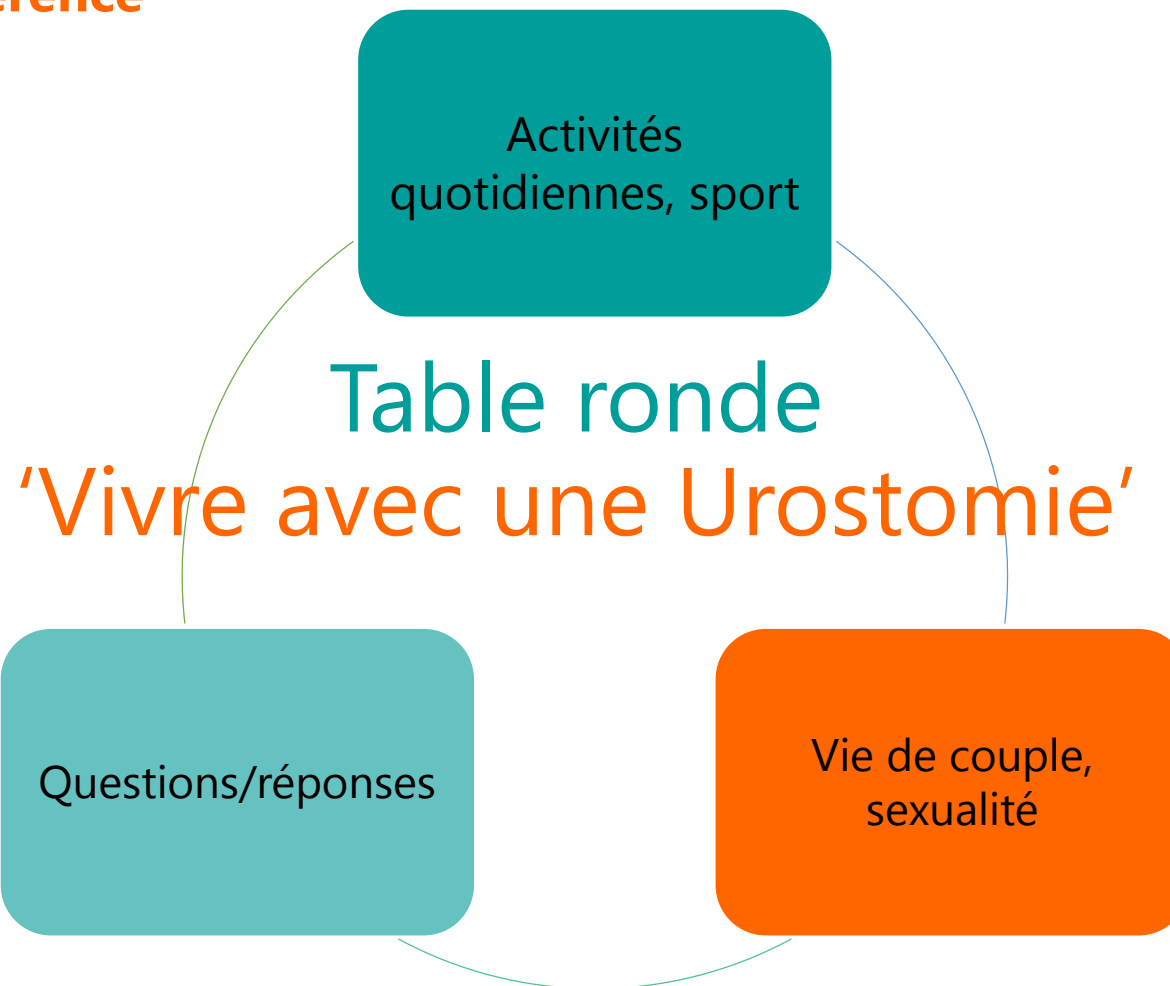 Activités
quotidiennes, sport
Table ronde
‘Vivre avec une Urostomie’
Questions/réponses
Vie de couple,
sexualité